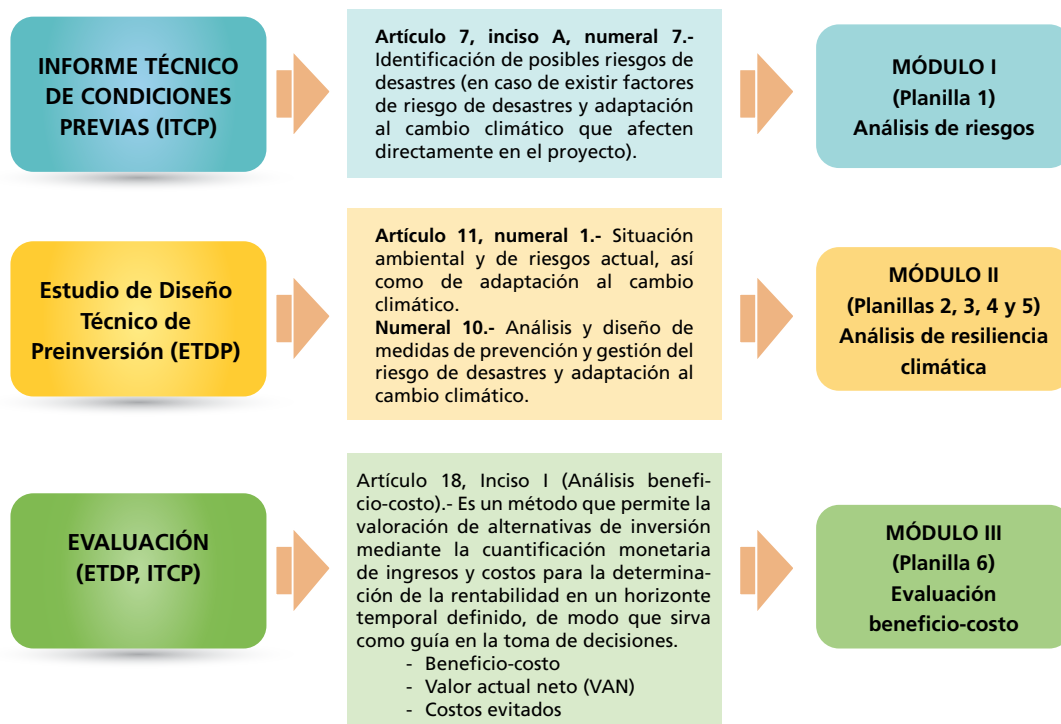 INFORME TÉCNICO
DE CONDICIONES
PREVIAS (ITCP)
Artículo 7, inciso A, numeral 7.-
Identificación de posibles riesgos de
desastres (en caso de existir factores
de riesgo de desastres y adaptación
al cambio climático que afecten
directamente en el proyecto).
MÓDULO I
(Planilla 1)
Análisis de riesgos
Estudio de Diseño
Técnico de
Preinversión (ETDP)
Artículo 11, numeral 1.- Situación
ambiental y de riesgos actual, así
como de adaptación al cambio
climático.
Numeral 10.- Análisis y diseño de
medidas de prevención y gestión del
riesgo de desastres y adaptación al
cambio climático.
MÓDULO II
(Planillas 2, 3, 4 y 5)
Análisis de resiliencia
climática
EVALUACIÓN
(ETDP, ITCP)
Artículo 18, Inciso I (Análisis benefi-
cio-costo).- Es un método que permite la
valoración de alternativas de inversión
mediante la cuantificación monetaria
de ingresos y costos para la determina-
ción de la rentabilidad en un horizonte
temporal definido, de modo que sirva
como guía en la toma de decisiones.
- Beneficio-costo
- Valor actual neto (VAN)
- Costos evitados
MÓDULO III
(Planilla 6)
Evaluación
beneficio-costo